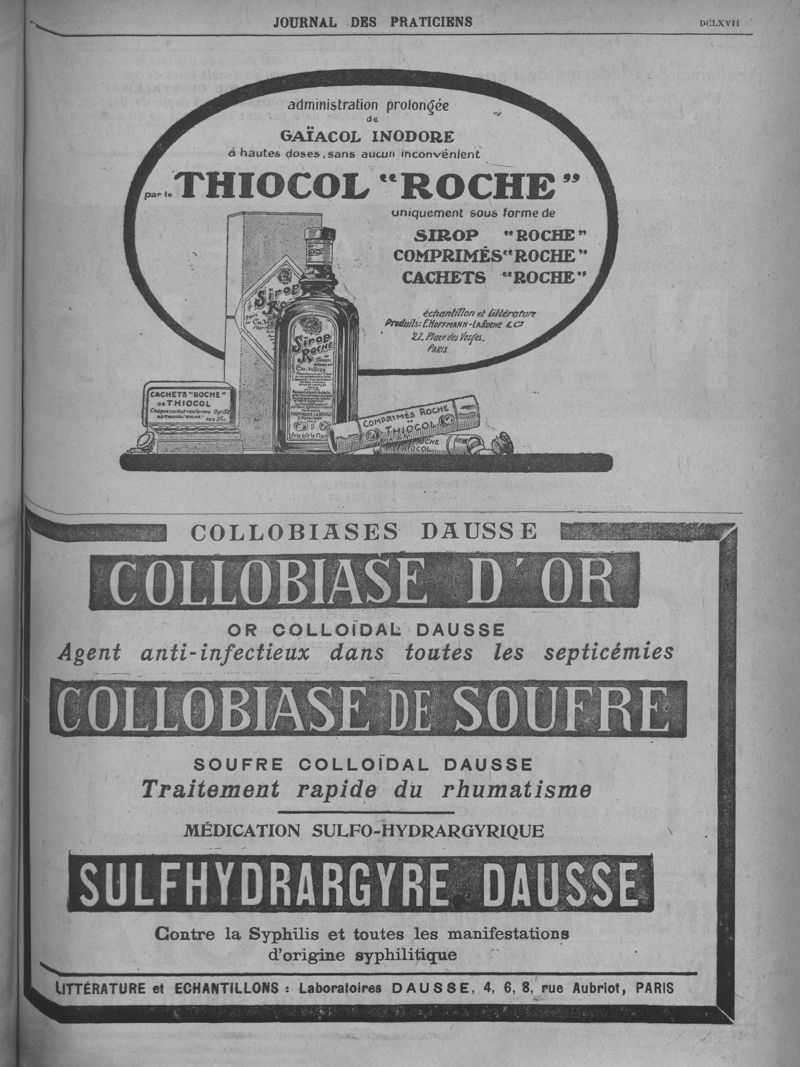 JOURNAL DES PRATICIENS
DCLXVII
administration prolongée
de
GAÏACOL INODORE
à hautes doses, sans aucun inconvénient
par le THIOCOL "ROCHE"
uniquement sous forme de
SIROP "ROCHE"
COMPRIMÉS "ROCHE"
CACHETS "ROCHE"
échantillon et littérature
Produits: F. HOFFMANN-LAROCHE & Cº
21, Place des Vosges.
PARIS.
Sirop
Sirop
ROCHE
CACHETS "ROCHE"
DE THIOCOL
COMPRIMÉS ROCHE
THIOCOL
ROCHE
THIOCOL
COLLOBIASES DAUSSE
COLLOBIASE D'OR
OR COLLOÏDAL DAUSSE
Agent anti-infectieux dans toutes les septicémies
COLLOBIASE DE SOUFRE
SOUFRE COLLOÏDAL DAUSSE
Traitement rapide du rhumatisme
MÉDICATION SULFO-HYDRARGYRIQUE
SULFHYDRARGYRE DAUSSE
Contre la Syphilis et toutes les manifestations
d'origine syphilitique
LITTÉRATURE et ECHANTILLONS : Laboratoires DAUSSE, 4, 6, 8, rue Aubriot, PARIS